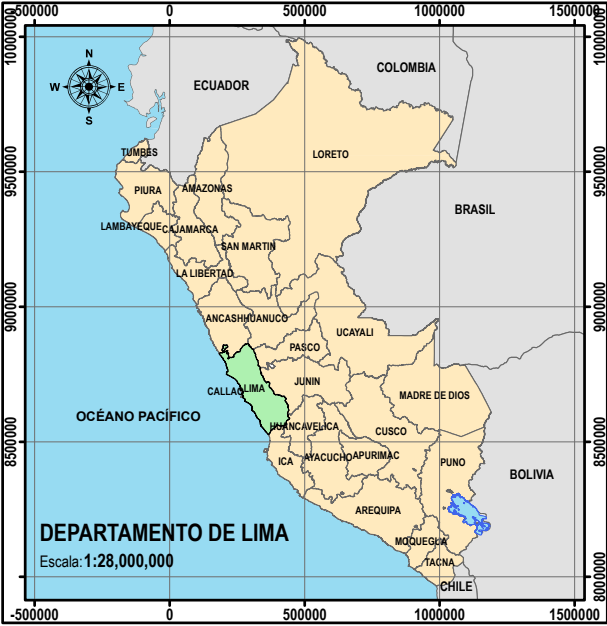 -500000 0 500000 1000000 1500000
10000000 10000000
N
W E
S
COLOMBIA
ECUADOR
TUMBES
LORETO
9500000 9500000
PIURA
AMAZONAS
BRASIL
LAMBAYEQUE
CAJAMARCA
SAN MARTIN
LA LIBERTAD
9000000 9000000
ANCASH
HUANUCO
UCAYALI
PASCO
JUNIN
CALLAO
LIMA
MADRE DE DIOS
OCÉANO PACÍFICO
HUANCAVELICA
CUSCO
8500000 8500000
ICA
AYACUCHO
APURIMAC
PUNO
BOLIVIA
AREQUIPA
DEPARTAMENTO DE LIMA
MOQUEGUA
Escala: 1:28,000,000
TACNA
8000000 8000000
CHILE
-500000 0 500000 1000000 1500000